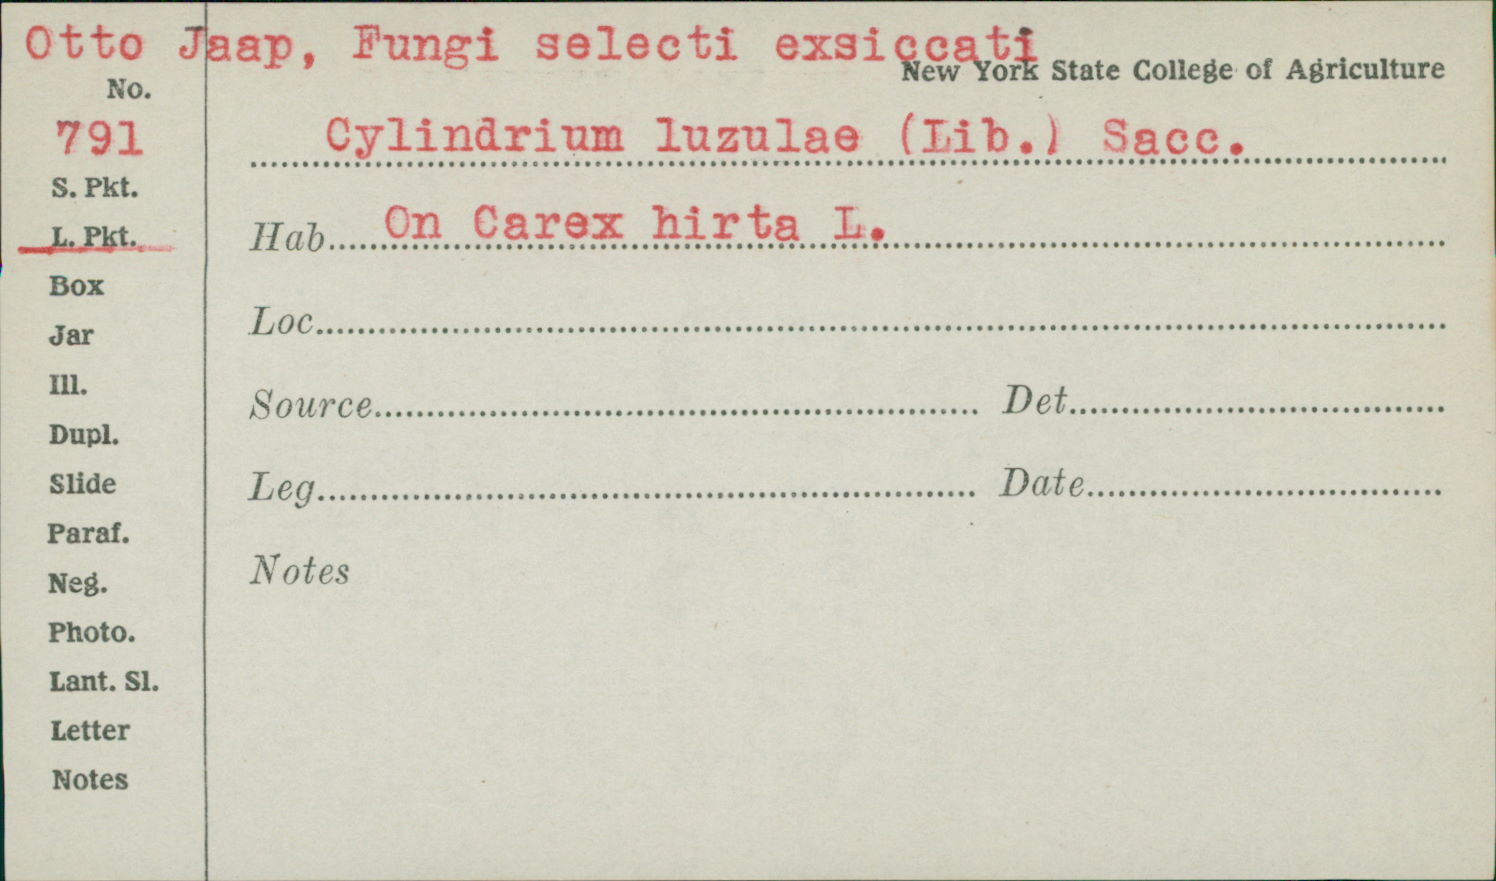 Otto Jaap, Fungi selecti exsiccati
New York State College of Agriculture
No.
791
Cylindrium luzulae (Lib.) Sacc.
S. Pkt.
L. Pkt.
Hab. On Carex hirta L.
Box
Loc.
Jar
Ill.
Source Det.
Dupl.
Slide
Leg. Date
Paraf.
Notes
Neg.
Photo.
Lant. Sl.
Letter
Notes